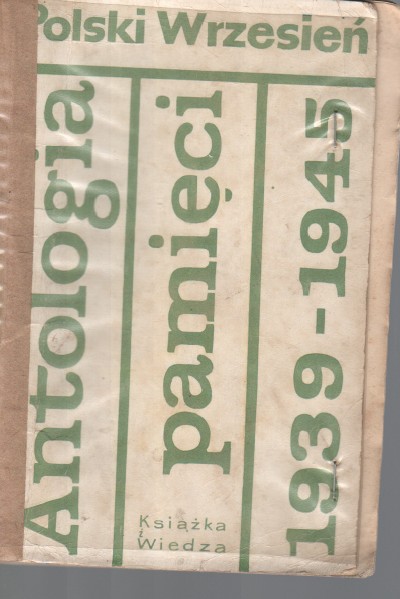 Polski Wrzesień
Antologia
pamięci
1939-1945
Książka
i
Wiedza